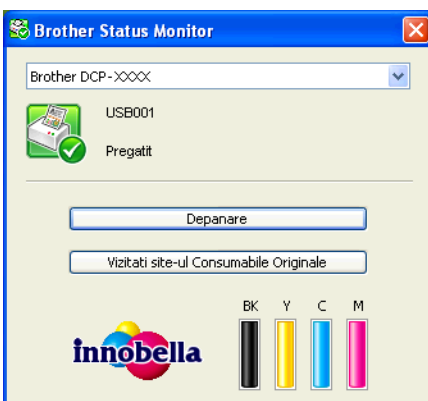 Brother Status Monitor
Brother DCP-XXXX
USB001
Pregatit
Depanare
Vizitati site-ul Consumabile Originale
BK Y C M
innobella